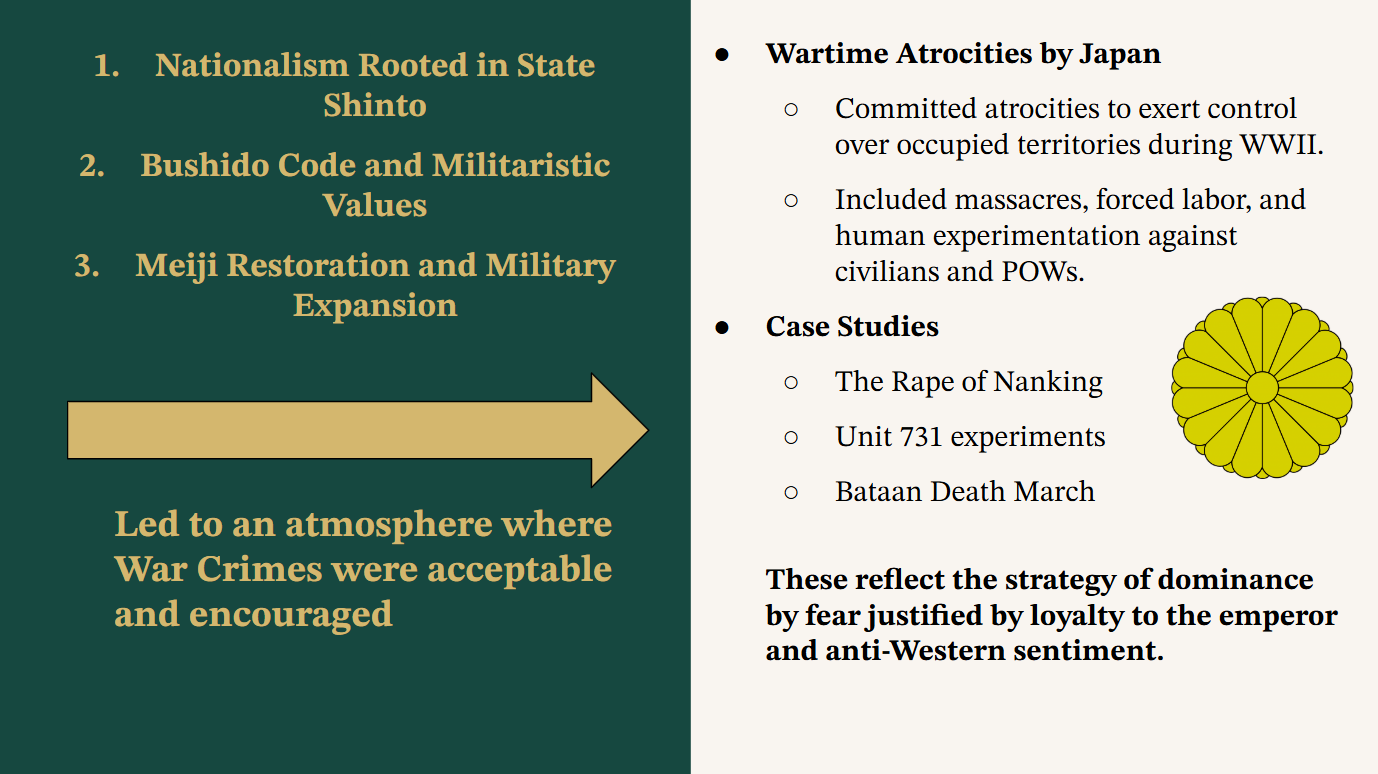 1. Nationalism Rooted in State
Shinto
2. Bushido Code and Militaristic
Values
3. Meiji Restoration and Military
Expansion
Led to an atmosphere where
War Crimes were acceptable
and encouraged
● Wartime Atrocities by Japan
○ Committed atrocities to exert control
over occupied territories during WWII.
○ Included massacres, forced labor, and
human experimentation against
civilians and POWs.
● Case Studies
○ The Rape of Nanking
○ Unit 731 experiments
○ Bataan Death March
These reflect the strategy of dominance
by fear justified by loyalty to the emperor
and anti-Western sentiment.